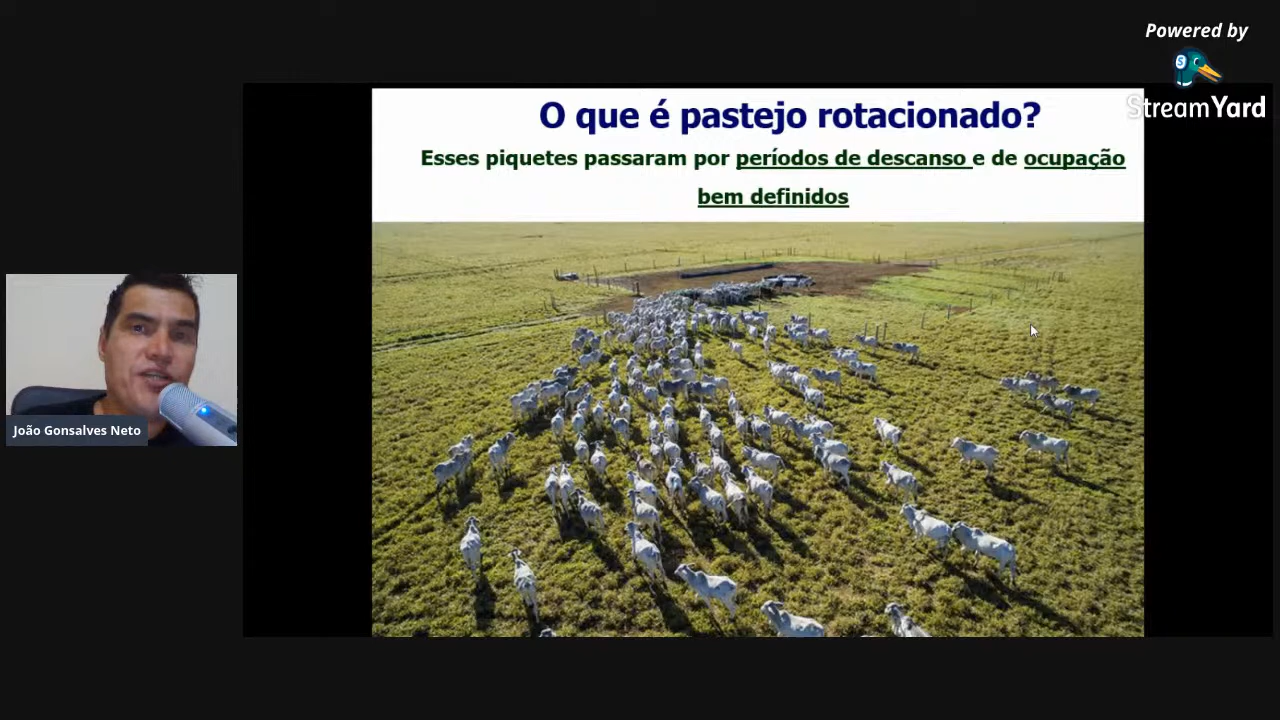 Powered by
StreamYard
O que é pastejo rotacionado?
Esses piquetes passaram por períodos de descanso e de ocupação
bem definidos
João Gonsalves Neto